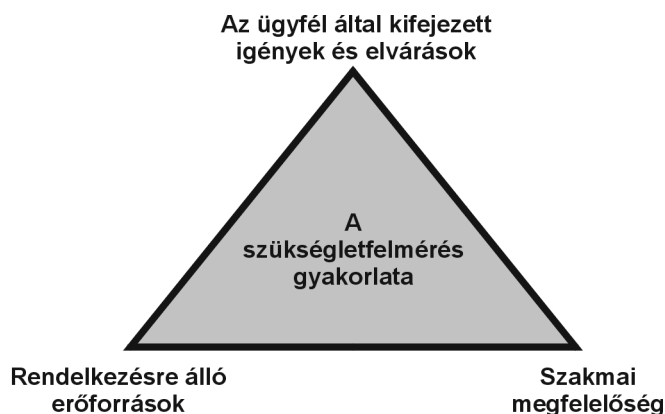 Az ügyfél által kifejezett
igények és elvárások
A
szükségletfelmérés
gyakorlata
Rendelkezésre álló
erőforrások
Szakmai
megfelelőség